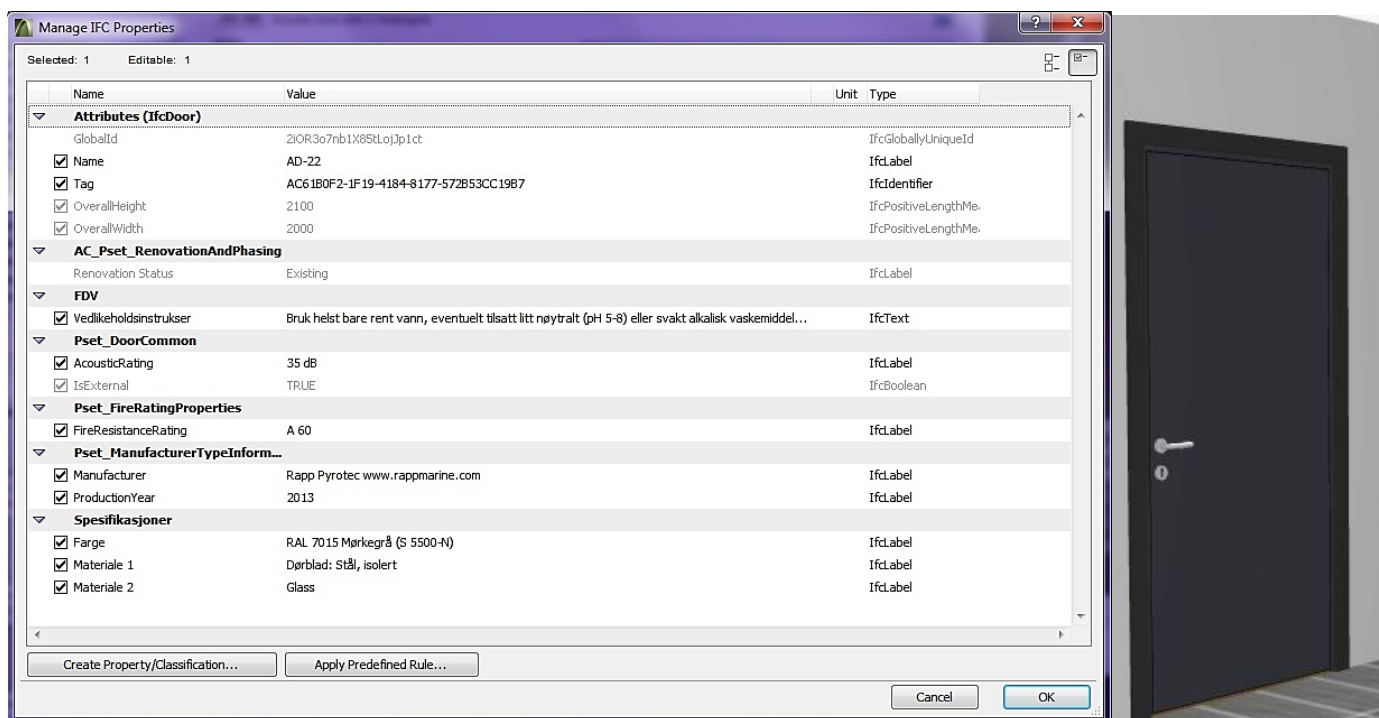 Manage IFC Properties
Selected: 1 Editable: 1
Name Value Unit Type
Attributes (IfcDoor)
GlobalId 2iOR3o7nb1X85tLojJp1ct IfcGloballyUniqueId
Name AD-22 IfcLabel
Tag AC61B0F2-1F19-4184-8177-572B53CC19B7 IfcIdentifier
OverallHeight 2100 IfcPositiveLengthMe
OverallWidth 2000 IfcPositiveLengthMe
AC_Pset_RenovationAndPhasing
Renovation Status Existing IfcLabel
FDV
Vedlikeholdsinstrukser Bruk helst bare rent vann, eventuelt tilsatt litt nøytralt (pH 5-8) eller svakt alkalisk vaskemiddel... IfcText
Pset_DoorCommon
AcousticRating 35 dB IfcLabel
IsExternal TRUE IfcBoolean
Pset_FireRatingProperties
FireResistanceRating A 60 IfcLabel
Pset_ManufacturerTypeInform...
Manufacturer Rapp Pyrotec www.rappmarine.com IfcLabel
ProductionYear 2013 IfcLabel
Spesifikasjoner
Farge RAL 7015 Mørkegrå (S 5500-N) IfcLabel
Materiale 1 Dørblad: Stål, isolert IfcLabel
Materiale 2 Glass IfcLabel
Create Property/Classification... Apply Predefined Rule...
Cancel OK